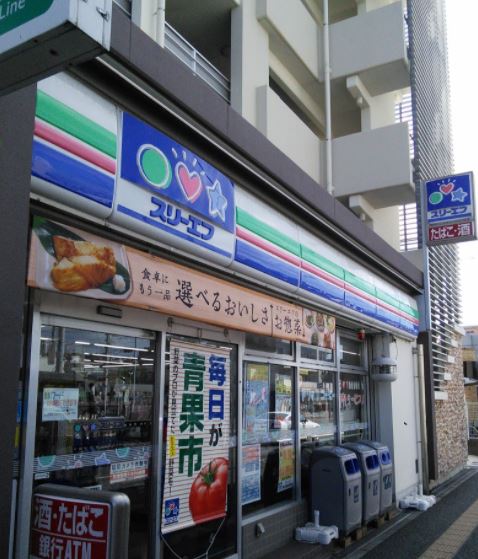 Line
スリーエフ
スリーエフ
たばこ・酒
食卓に
もう一品
選べるおいしさ
お惣菜
毎日が
青果市
酒・たばこ
銀行ATM